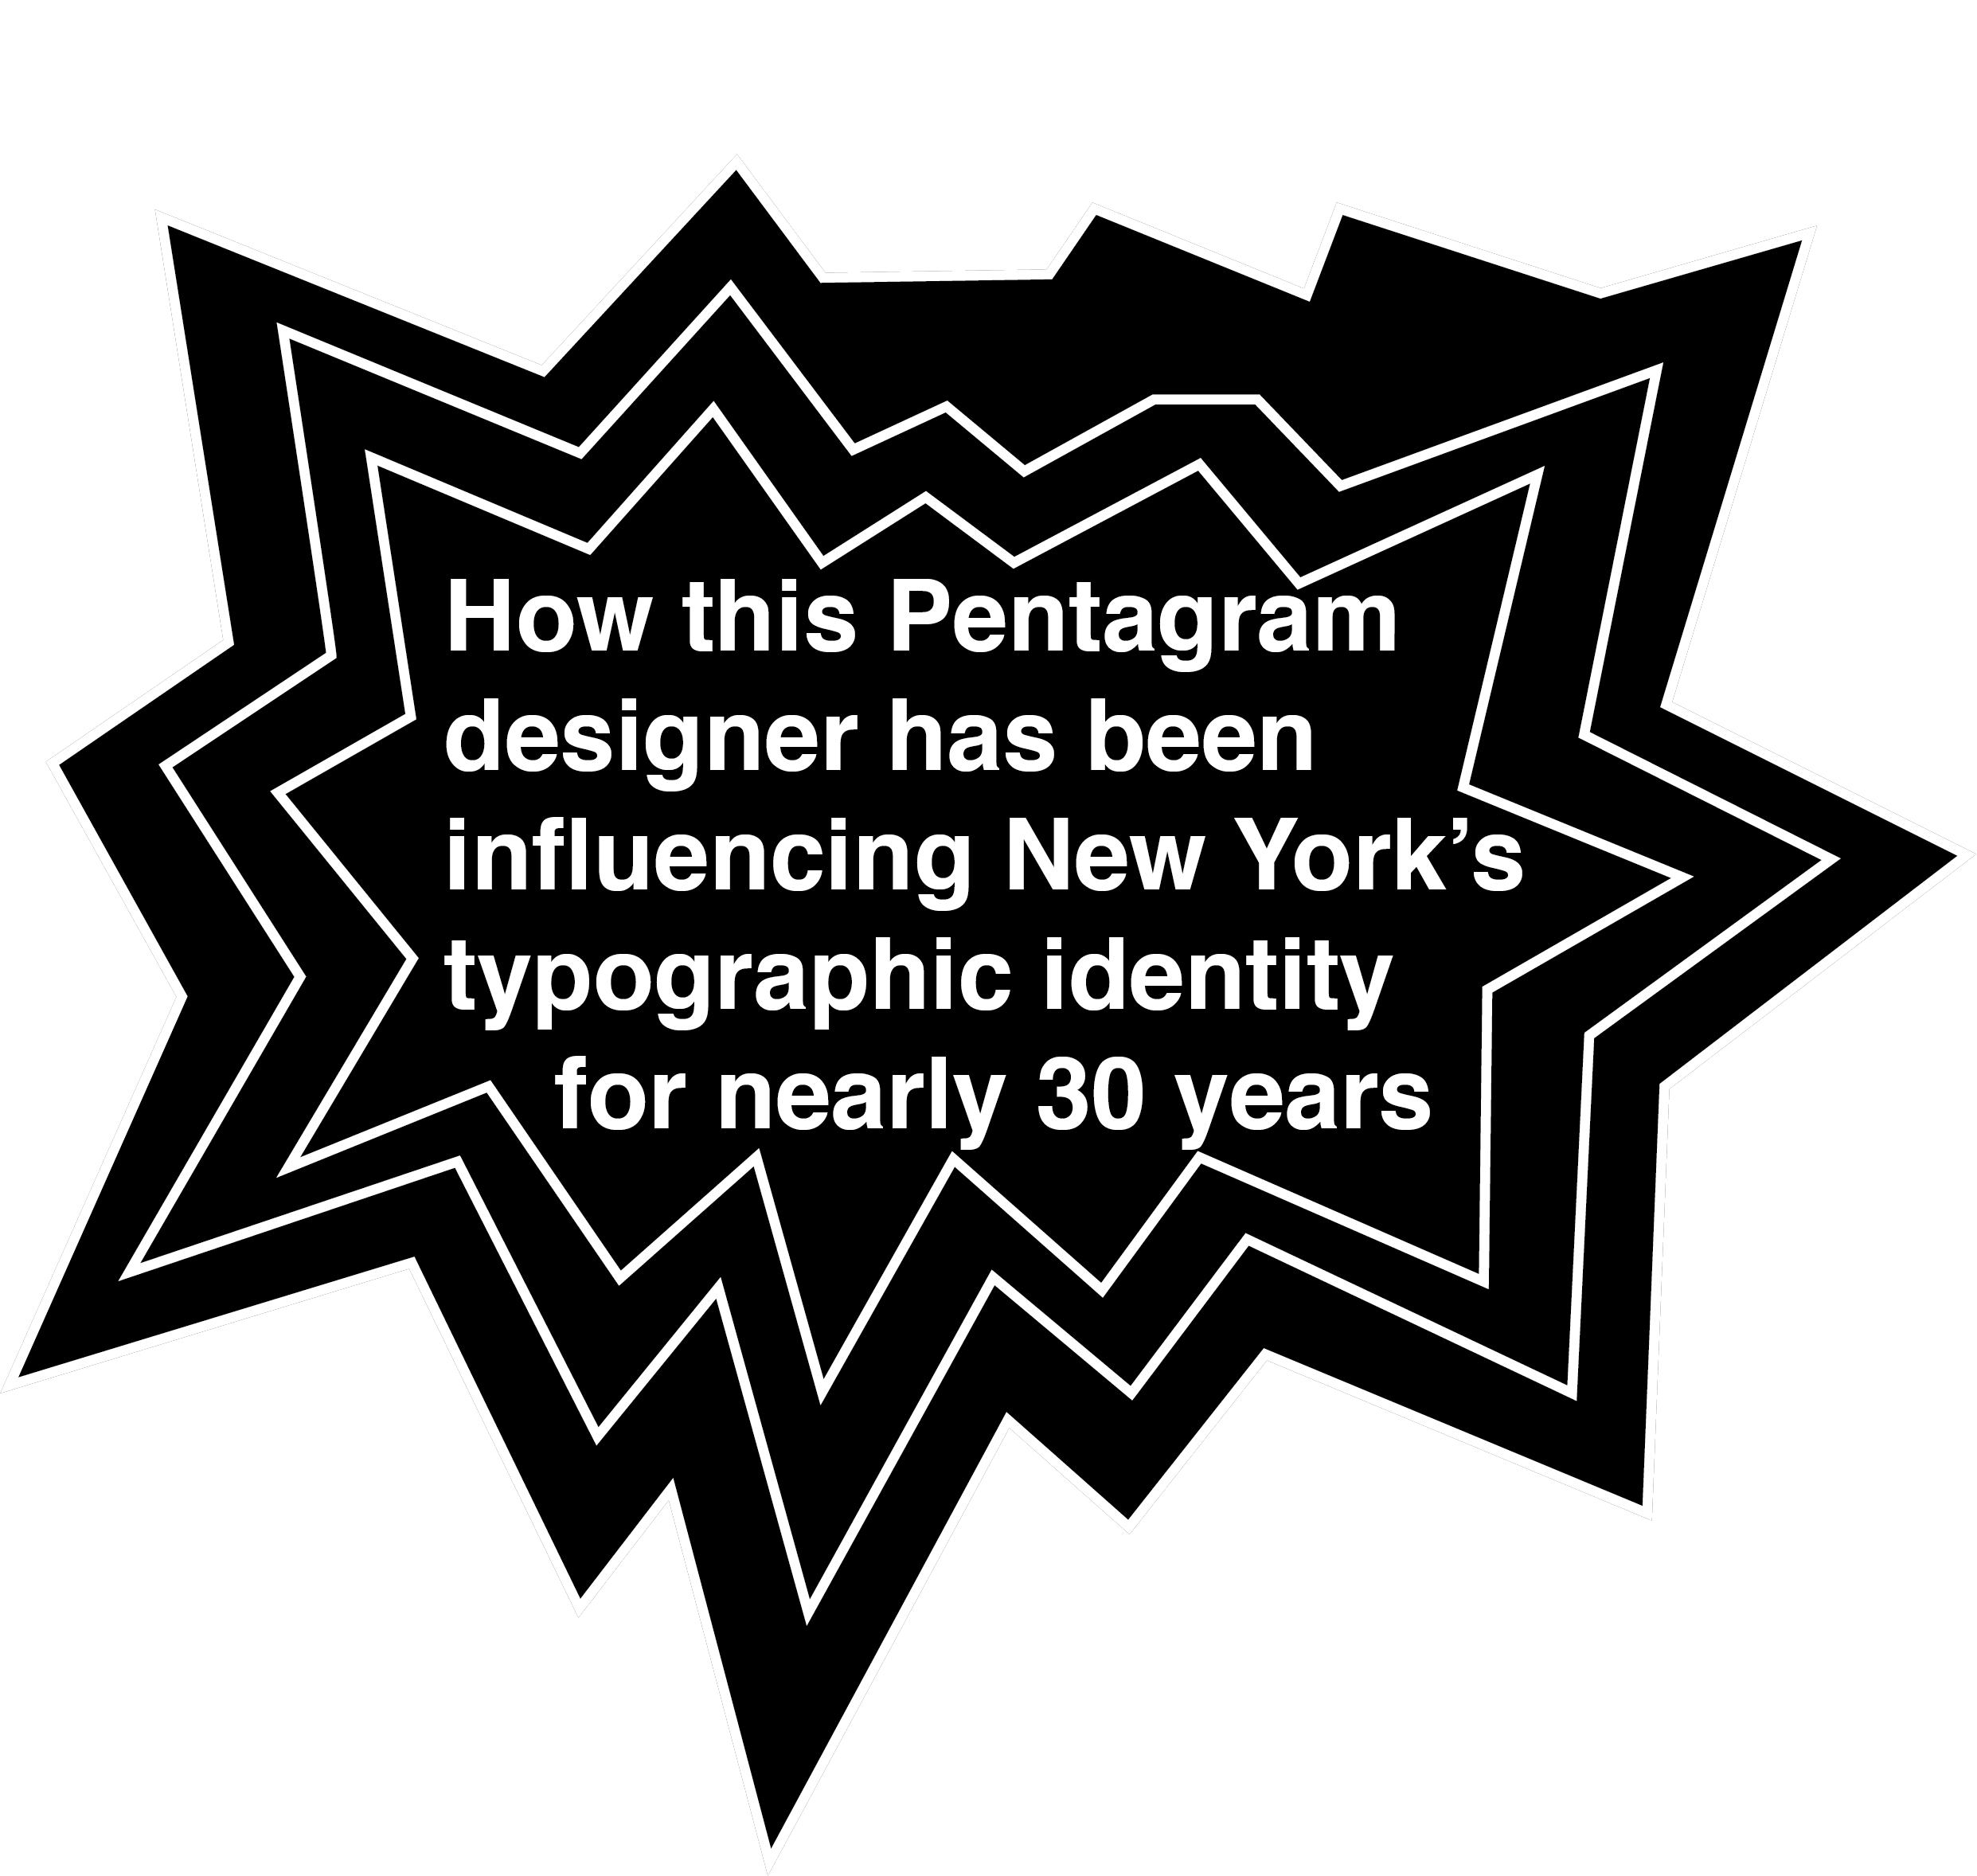 How this Pentagram
designer has been
influencing New York’s
typographic identity
for nearly 30 years